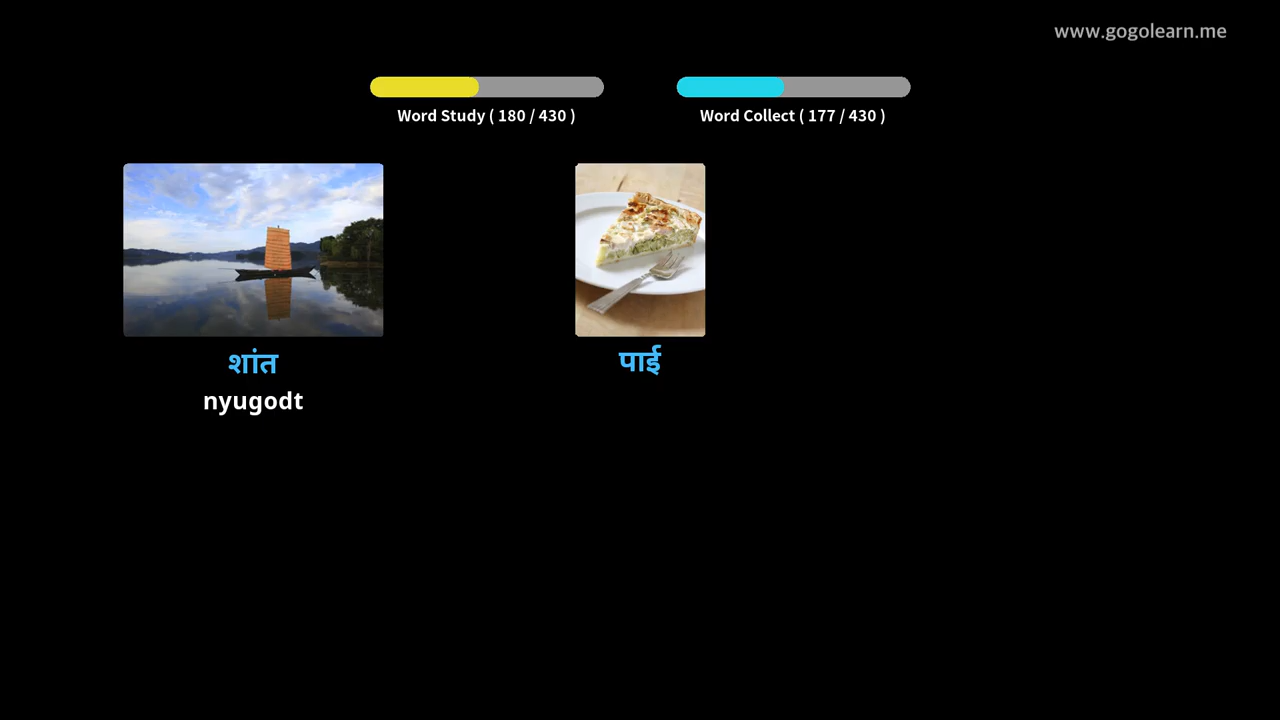 www.gogolearn.me
Word Study ( 180 / 430 )
Word Collect ( 177 / 430 )
शांत
nyugodt
पाई